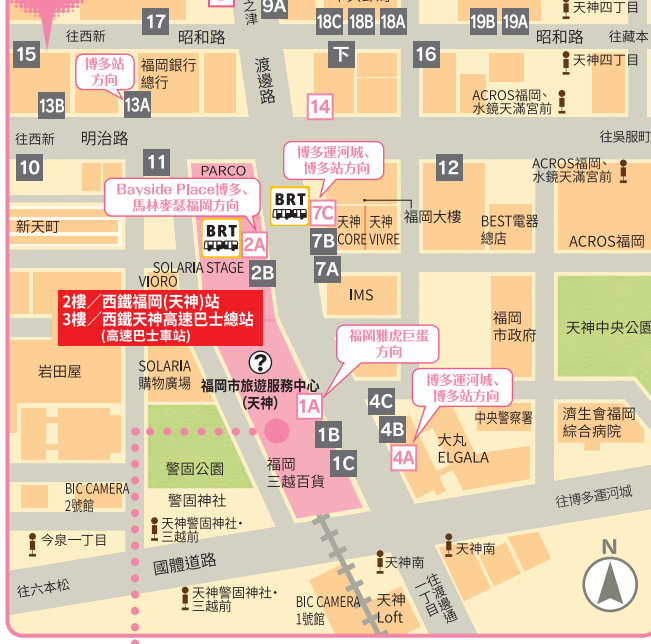 之
津
9A
17
18C
18B
18A
19B
19A
天神四丁目
往西新
昭和路
昭和路
往藏本
15
博多站
方向
福岡銀行
總行
渡邊路
下
16
天神四丁目
13B
13A
14
ACROS福岡、
水鏡天滿宮前
往西新
明治路
往吳服町
10
11
PARCO
博多運河城、
博多站方向
12
ACROS福岡、
水鏡天滿宮前
Bayside Place博多、
馬林麥瑟福岡方向
BRT
7C
新天町
BRT
2A
7B
天神
CORE
天神
VIVRE
福岡大樓
BEST電器
總店
ACROS福岡
SOLARIA STAGE
2B
7A
VIORO
IMS
2樓／西鐵福岡(天神)站
3樓／西鐵天神高速巴士總站
(高速巴士車站)
福岡
市政府
天神中央公園
福岡雅虎巨蛋
方向
岩田屋
SOLARIA
購物廣場
?
福岡市旅遊服務中心
(天神)
博多運河城、
博多站方向
1A
4C
中央警察署
濟生會福岡
綜合病院
1B
4B
大丸
ELGALA
1C
4A
警固公園
福岡
三越百貨
BIC CAMERA
2號館
警固神社
往博多運河城
今泉一丁目
天神警固神社・
三越前
國體道路
天神南
天神南
N
往六本松
天神警固神社・
三越前
BIC CAMERA
1號館
天神
Loft
往渡邊通
一丁目